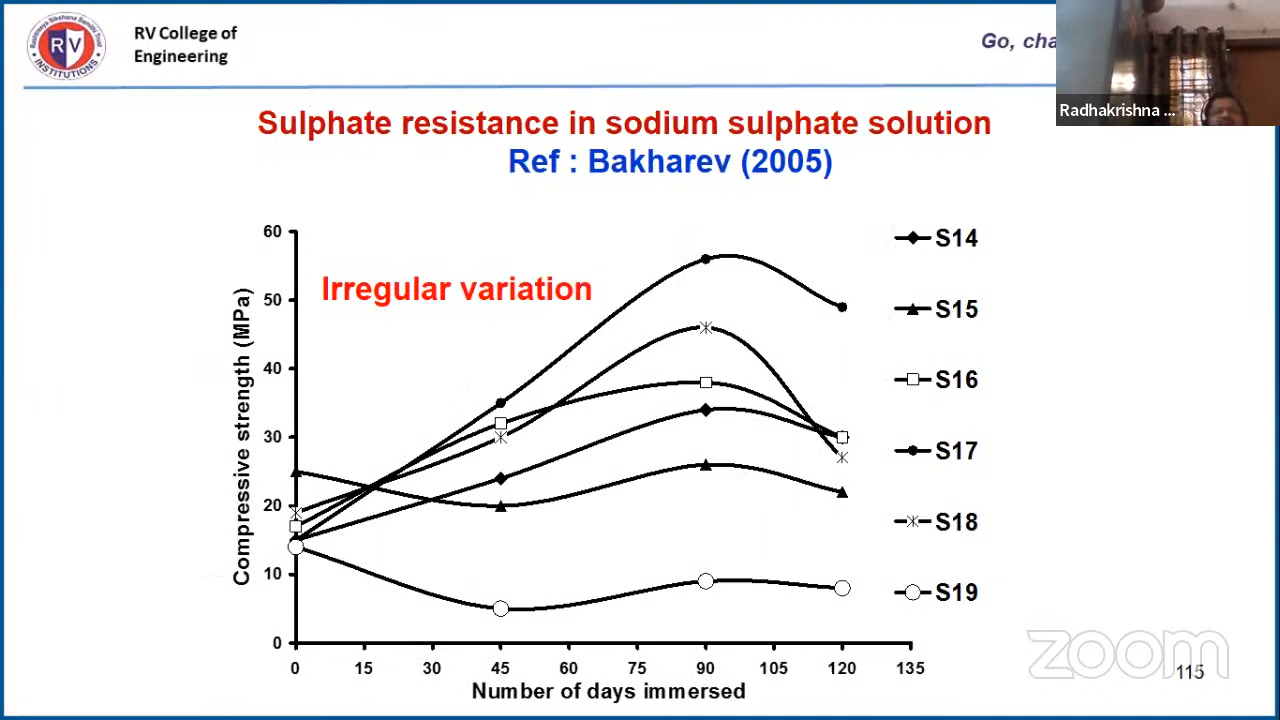 RV College of
Engineering
Go, cha
Radhakrishna ...
RV
INSTITUTIONS
Sulphate resistance in sodium sulphate solution
Ref : Bakharev (2005)
Irregular variation
Compressive strength (MPa)
60
50
40
30
20
10
0
0 15 30 45 60 75 90 105 120 135
Number of days immersed
S14
S15
S16
S17
S18
S19
zoom
115